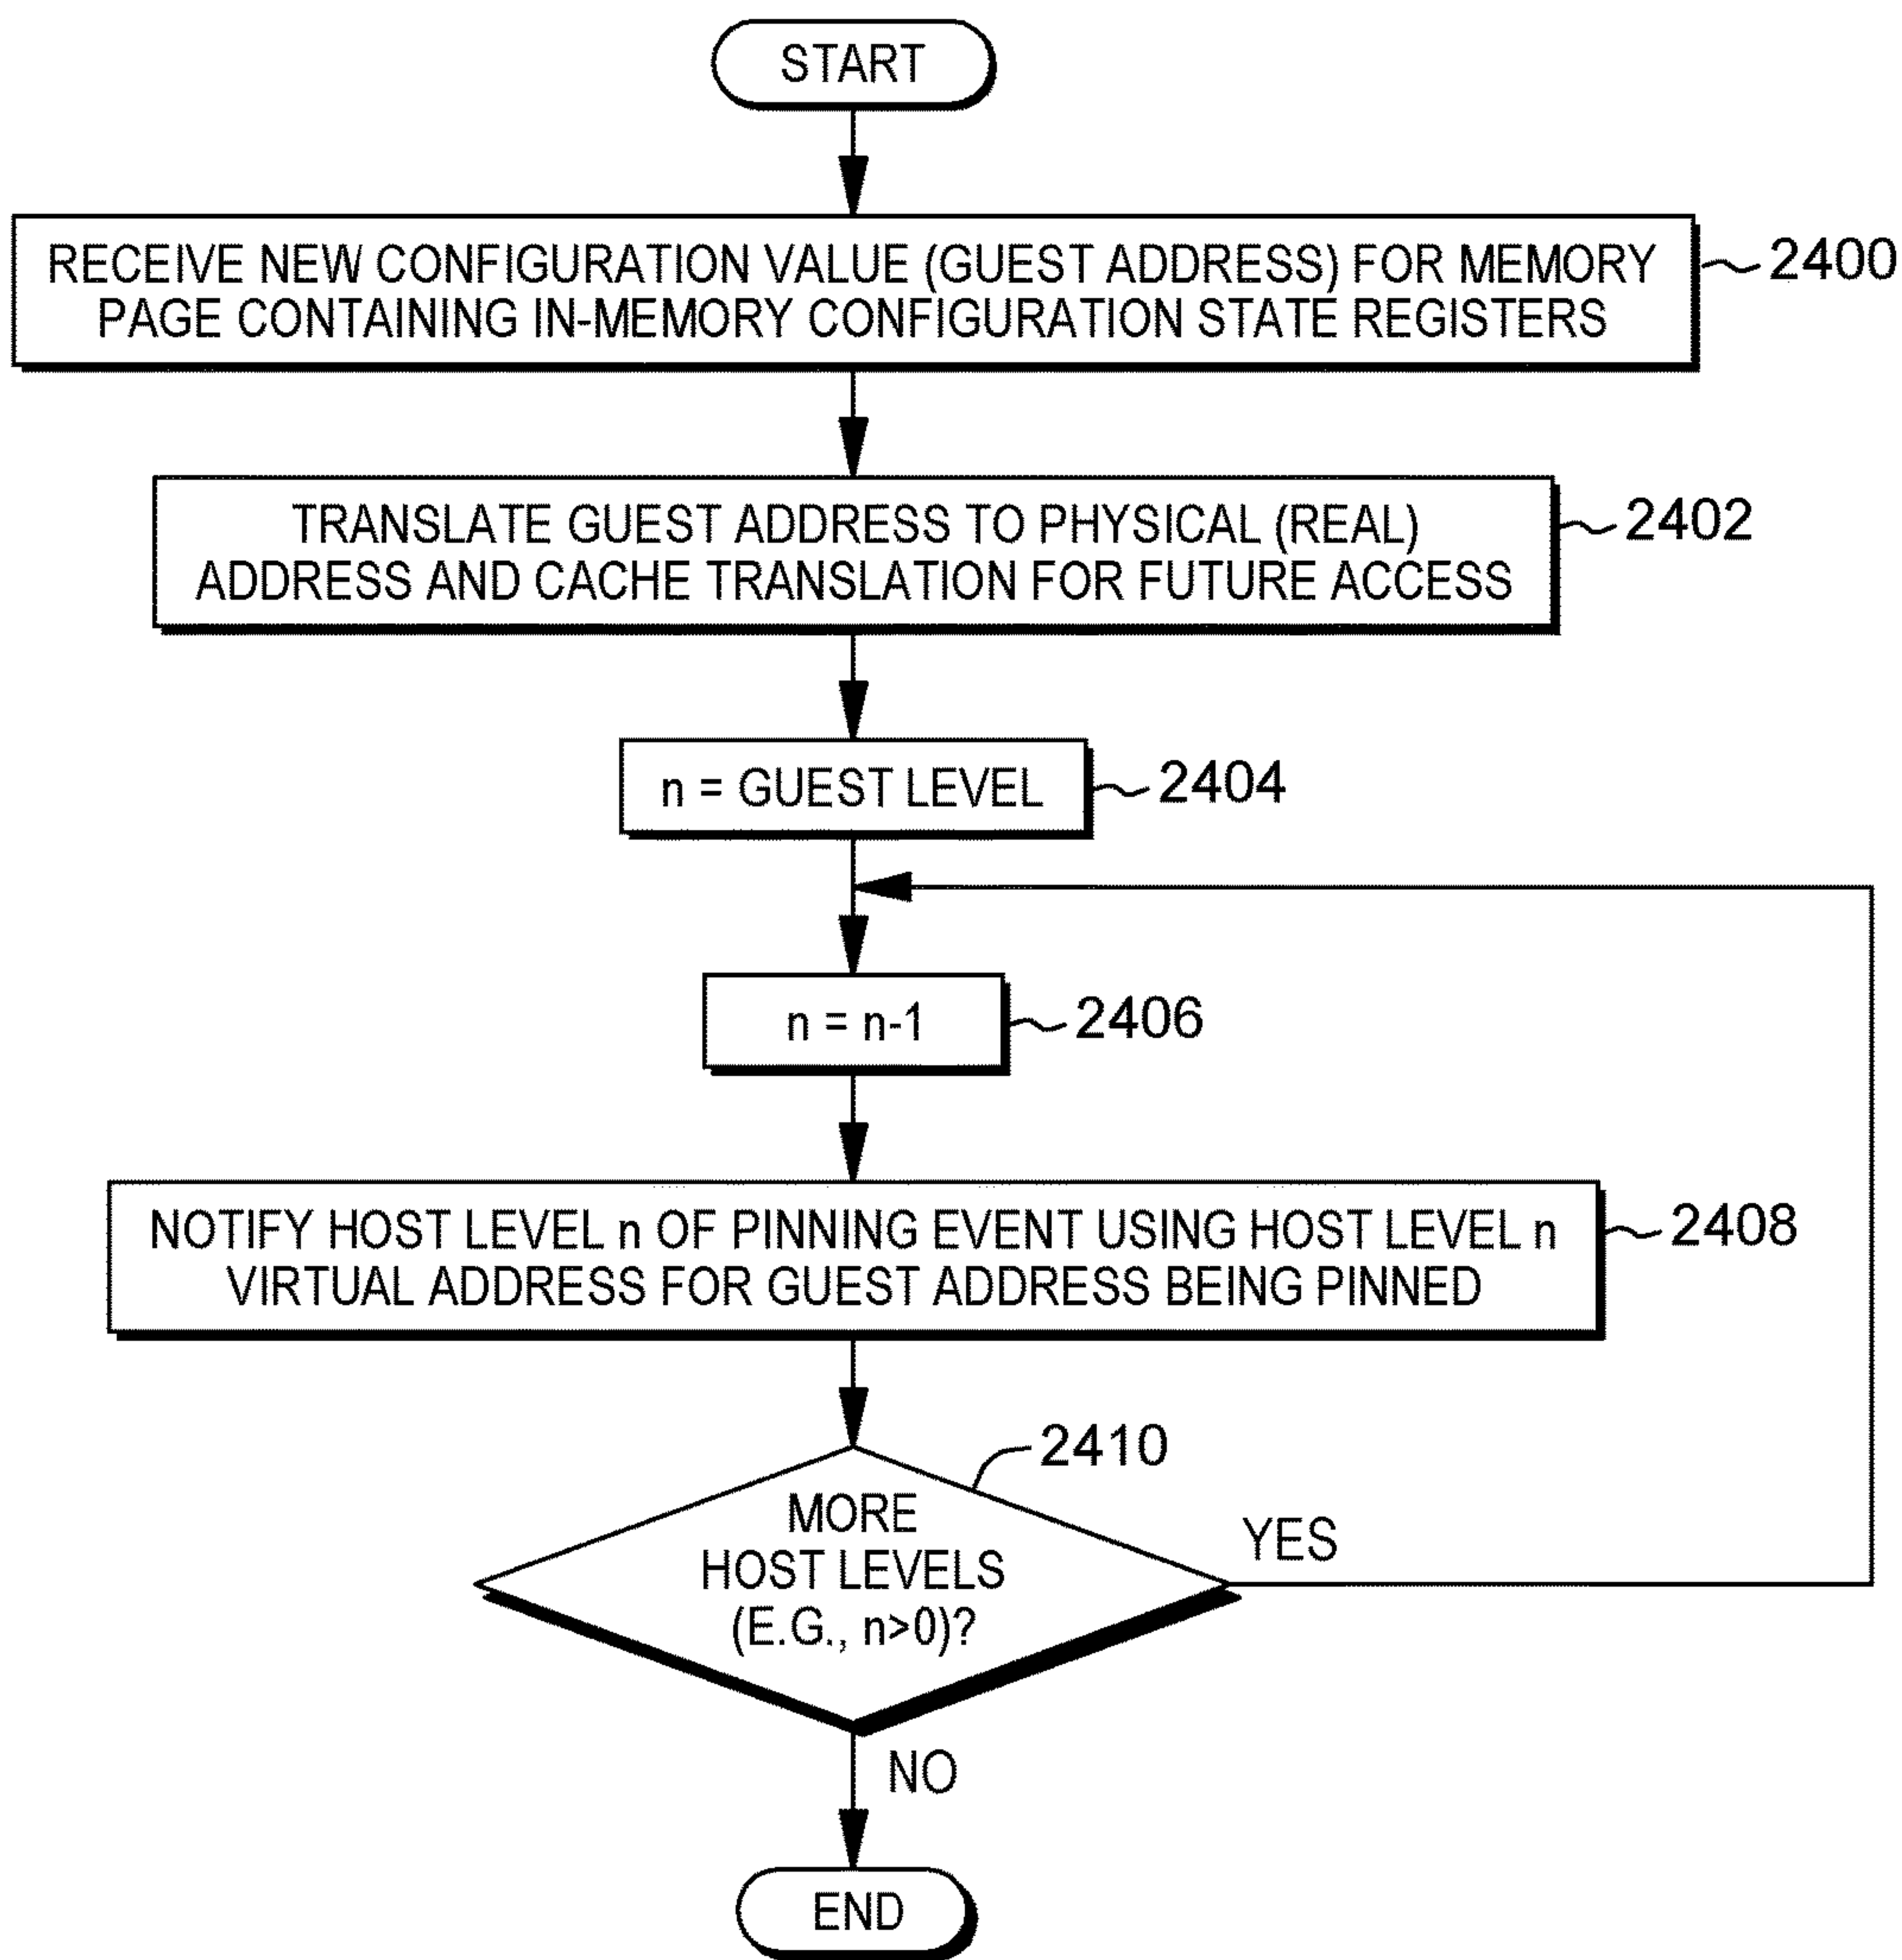 START
RECEIVE NEW CONFIGURATION VALUE (GUEST ADDRESS) FOR MEMORY
PAGE CONTAINING IN-MEMORY CONFIGURATION STATE REGISTERS
2400
TRANSLATE GUEST ADDRESS TO PHYSICAL (REAL)
ADDRESS AND CACHE TRANSLATION FOR FUTURE ACCESS
2402
n = GUEST LEVEL
2404
n = n-1
2406
NOTIFY HOST LEVEL n OF PINNING EVENT USING HOST LEVEL n
VIRTUAL ADDRESS FOR GUEST ADDRESS BEING PINNED
2408
2410
MORE
HOST LEVELS
(E.G., n>0)?
YES
NO
END